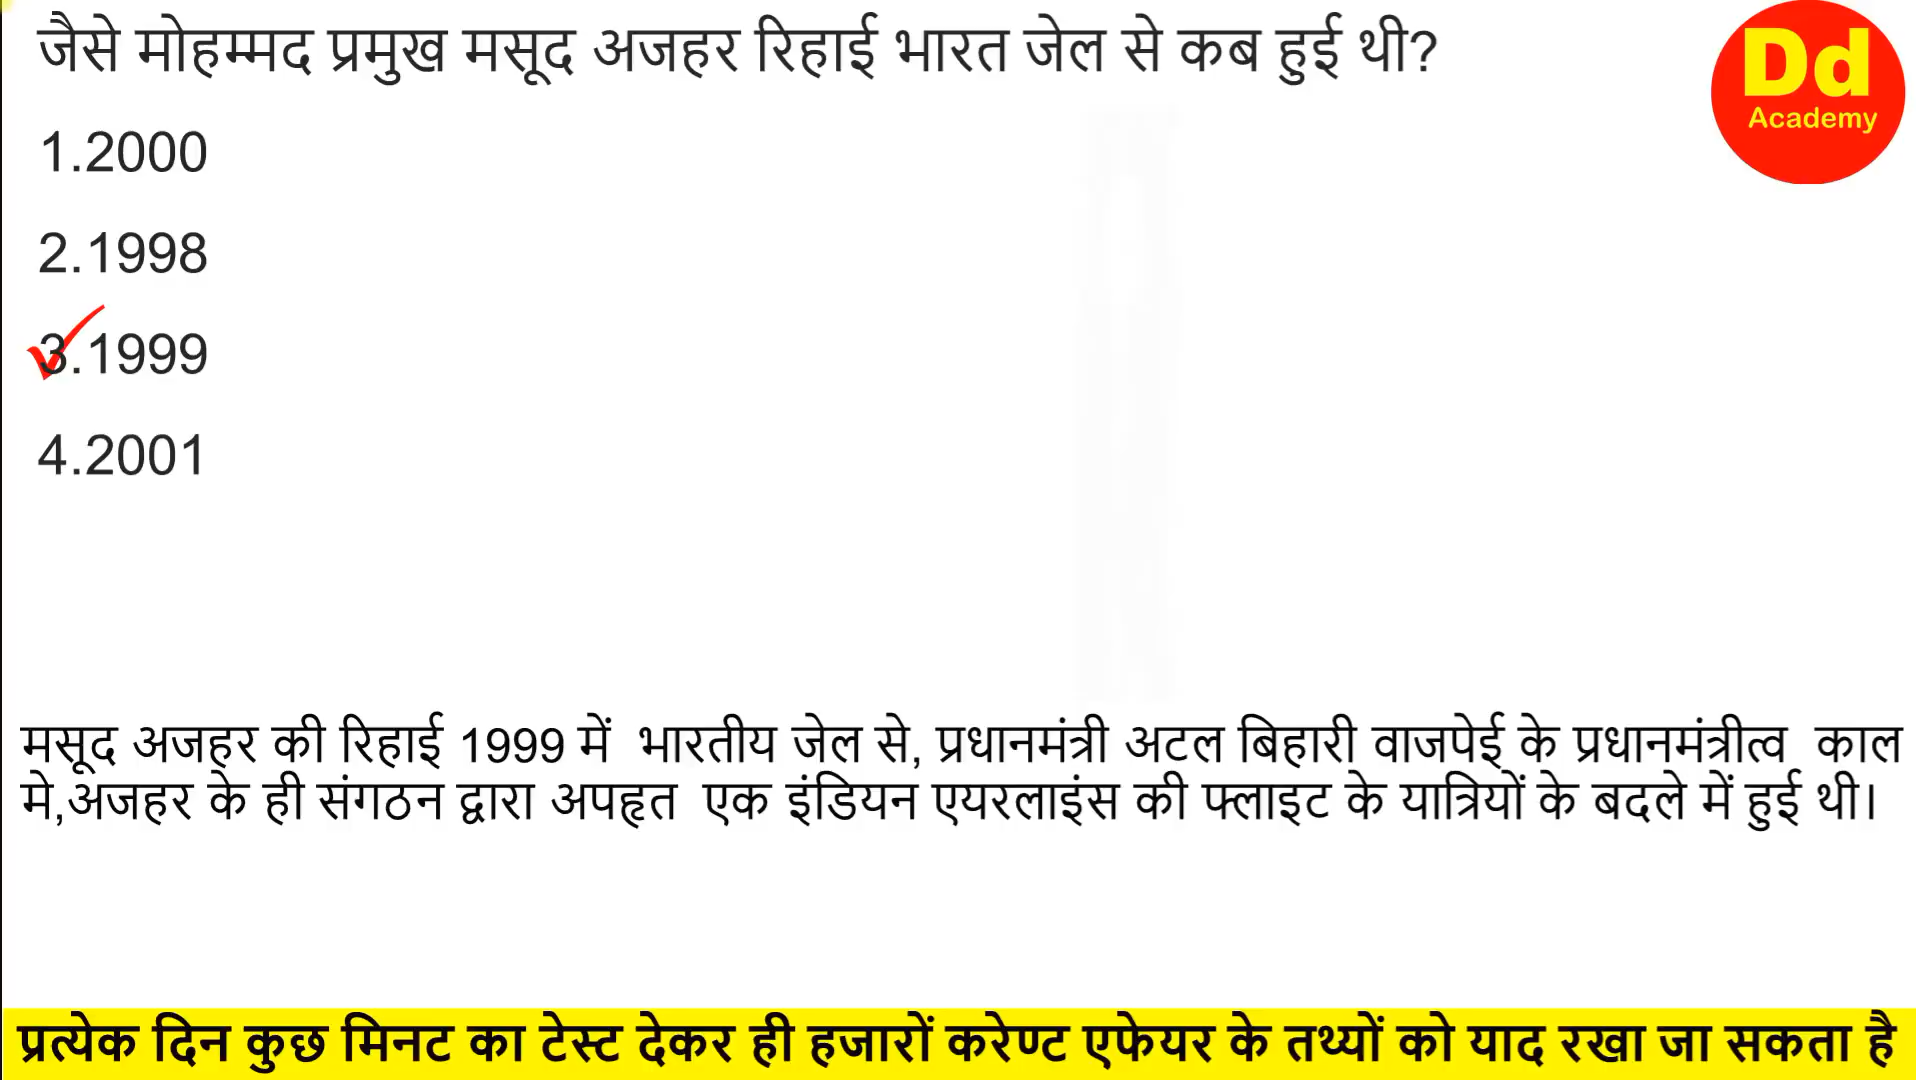 जैसे मोहम्मद प्रमुख मसूद अजहर रिहाई भारत जेल से कब हुई थी?
Dd
Academy
1.2000
2.1998
3.1999
4.2001
मसूद अजहर की रिहाई 1999 में भारतीय जेल से, प्रधानमंत्री अटल बिहारी वाजपेई के प्रधानमंत्रीत्व काल
मे,अजहर के ही संगठन द्वारा अपहृत एक इंडियन एयरलाइंस की फ्लाइट के यात्रियों के बदले में हुई थी।
प्रत्येक दिन कुछ मिनट का टेस्ट देकर ही हजारों करेण्ट एफेयर के तथ्यों को याद रखा जा सकता है